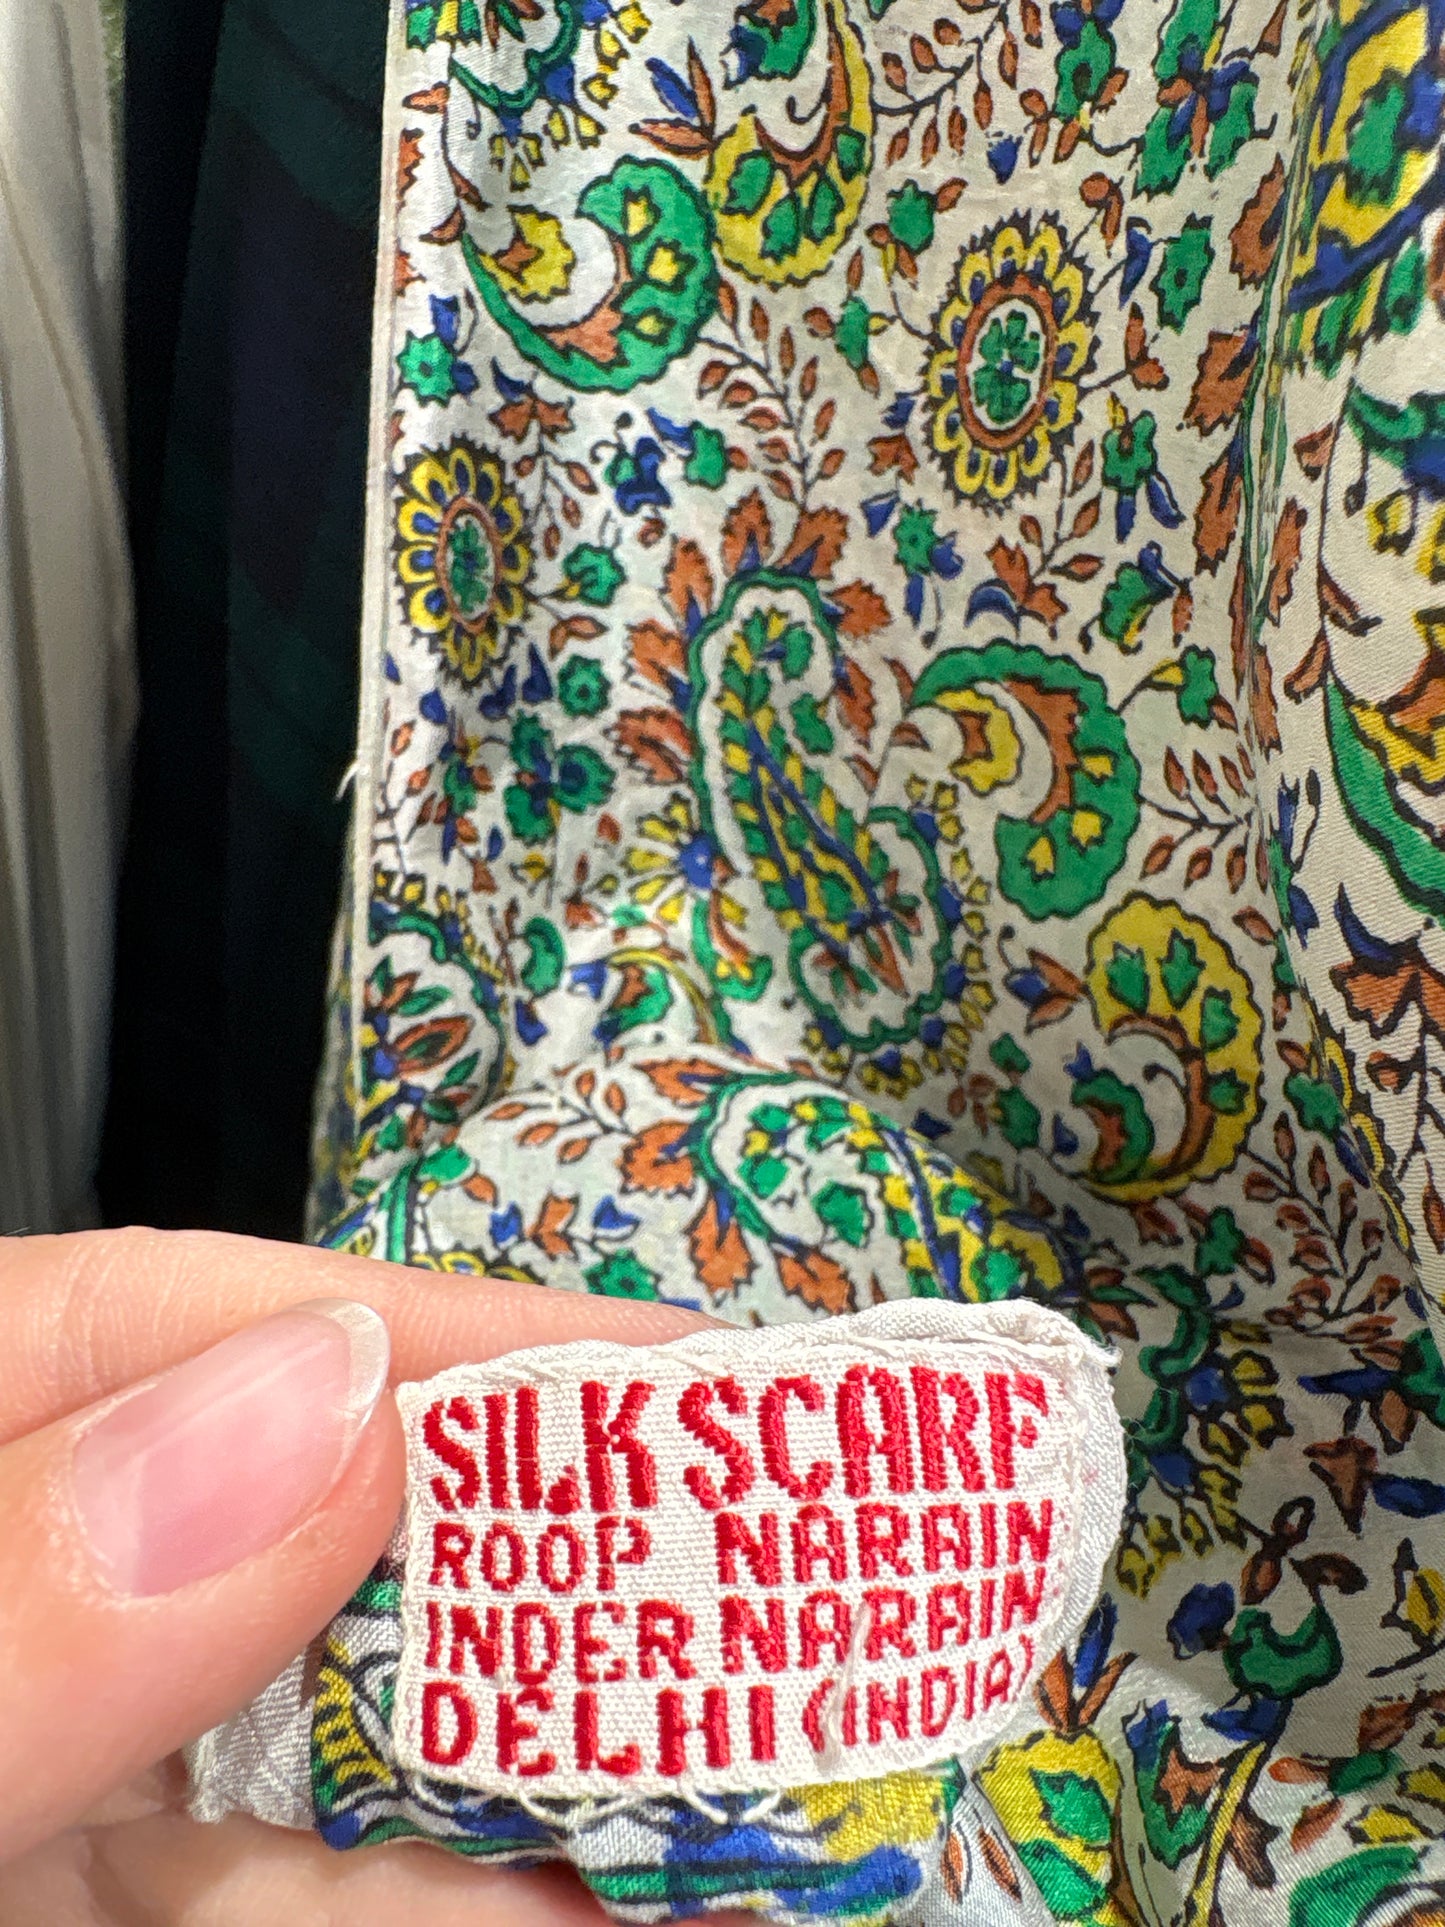 SILK SCARF
ROOP NARAIN
INDER NARAIN
DELHI (INDIA)